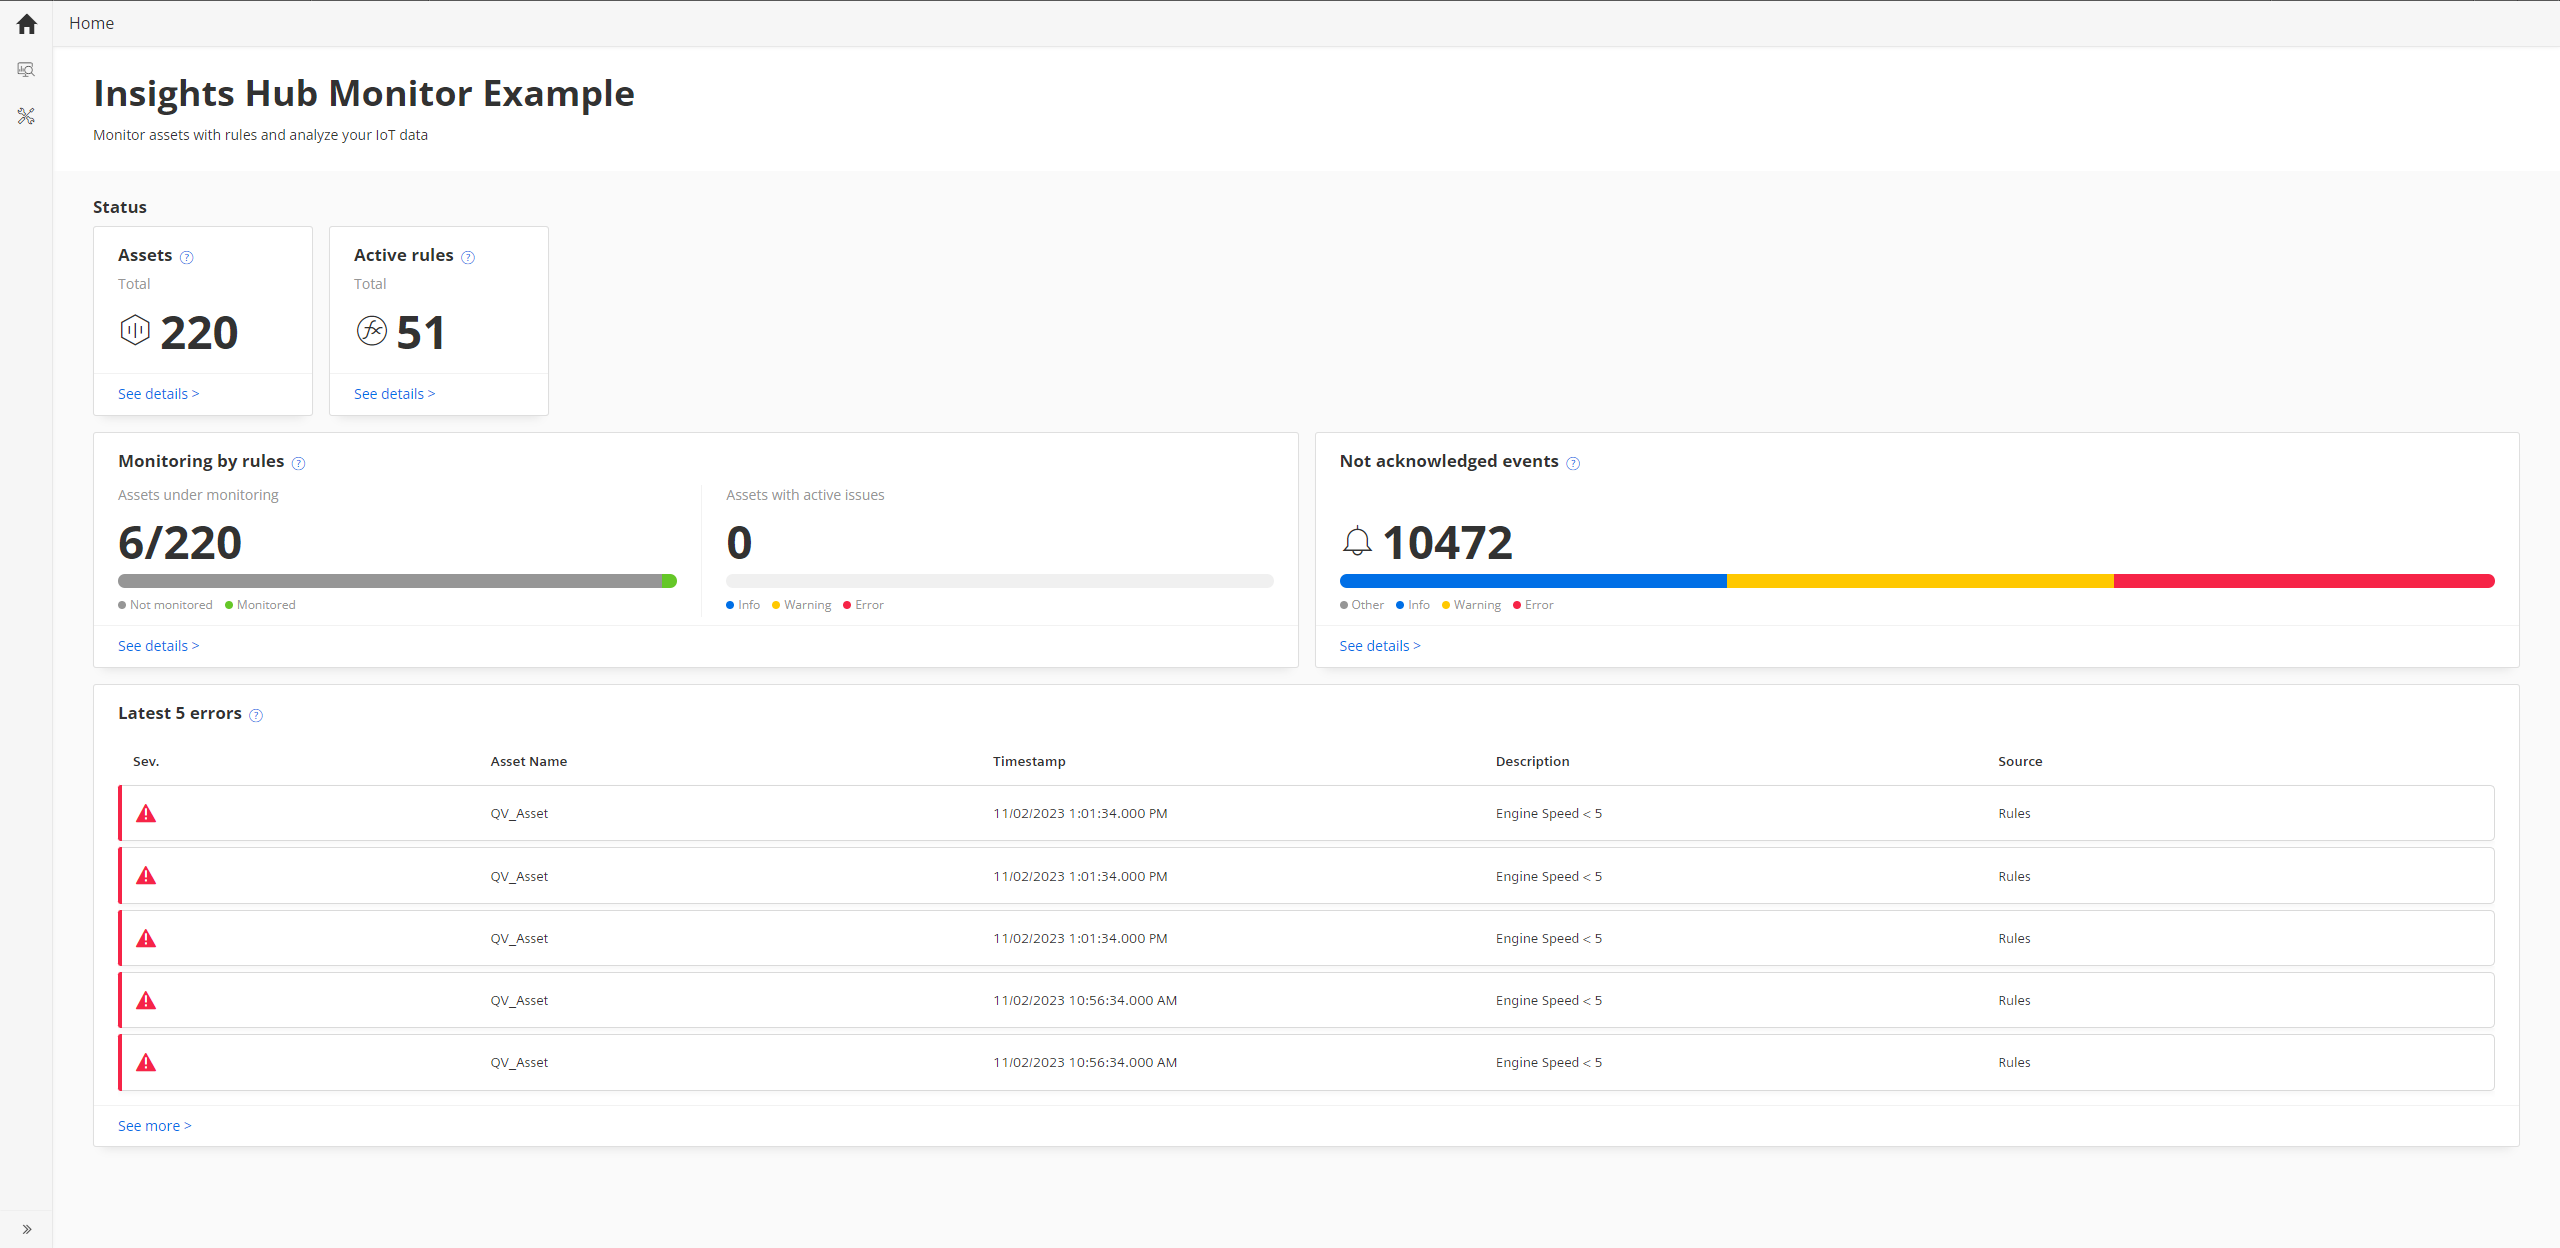 Home
Insights Hub Monitor Example
Monitor assets with rules and analyze your IoT data
Status
Assets ?
Total
220
See details >
Active rules ?
Total
fx 51
See details >
Monitoring by rules ?
Assets under monitoring
6/220
Not monitored Monitored
Assets with active issues
0
Info Warning Error
See details >
Not acknowledged events ?
10472
Other Info Warning Error
See details >
Latest 5 errors ?
Sev. Asset Name Timestamp Description Source
QV_Asset 11/02/2023 1:01:34.000 PM Engine Speed < 5 Rules
QV_Asset 11/02/2023 1:01:34.000 PM Engine Speed < 5 Rules
QV_Asset 11/02/2023 1:01:34.000 PM Engine Speed < 5 Rules
QV_Asset 11/02/2023 10:56:34.000 AM Engine Speed < 5 Rules
QV_Asset 11/02/2023 10:56:34.000 AM Engine Speed < 5 Rules
See more >